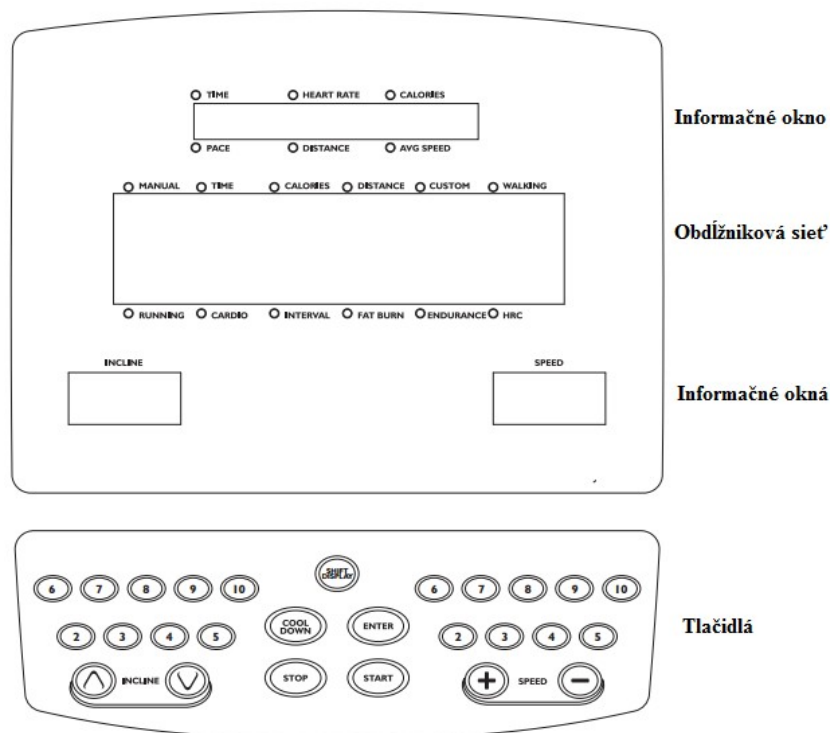 TIME HEART RATE CALORIES
Informačné okno
PACE DISTANCE AVG SPEED
MANUAL TIME CALORIES DISTANCE CUSTOM WALKING
Obdĺžniková sieť
RUNNING CARDIO INTERVAL FAT BURN ENDURANCE HRC
INCLINE SPEED
Informačné okná
SHIFT
DISPLAY
6 7 8 9 10 6 7 8 9 10
COOL
DOWN
ENTER
Tlačidlá
2 3 4 5 2 3 4 5
INCLINE STOP START + SPEED −